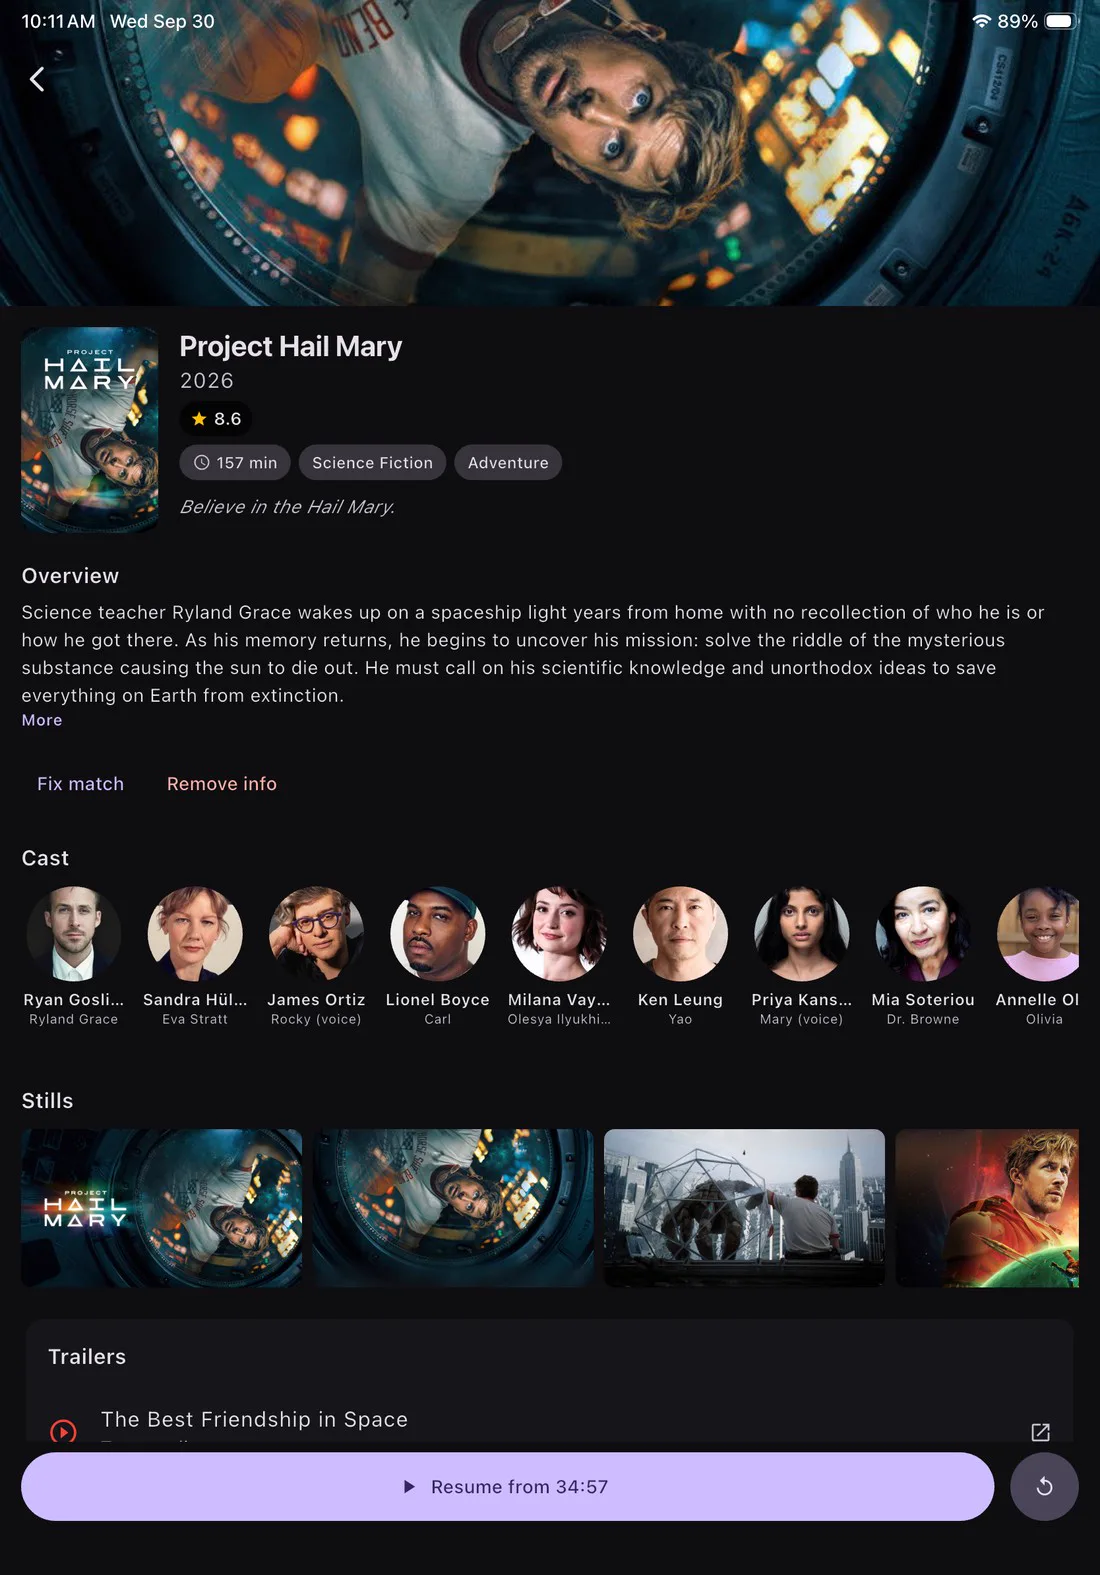 10:11 AM Wed Sep 30
89%
CS412/04
A6K-24
Project Hail Mary
2026
8.6
157 min
Science Fiction
Adventure
Believe in the Hail Mary.
PROJECT
HAIL
MARY
Overview
Science teacher Ryland Grace wakes up on a spaceship light years from home with no recollection of who he is or
how he got there. As his memory returns, he begins to uncover his mission: solve the riddle of the mysterious
substance causing the sun to die out. He must call on his scientific knowledge and unorthodox ideas to save
everything on Earth from extinction.
More
Fix match
Remove info
Cast
Ryan Gosli...
Ryland Grace
Sandra Hül...
Eva Stratt
James Ortiz
Rocky (voice)
Lionel Boyce
Carl
Milana Vay...
Olesya Ilyukhi...
Ken Leung
Yao
Priya Kans...
Mary (voice)
Mia Soteriou
Dr. Browne
Annelle Ol
Olivia
Stills
PROJECT
HAIL
MARY
Trailers
The Best Friendship in Space
Resume from 34:57